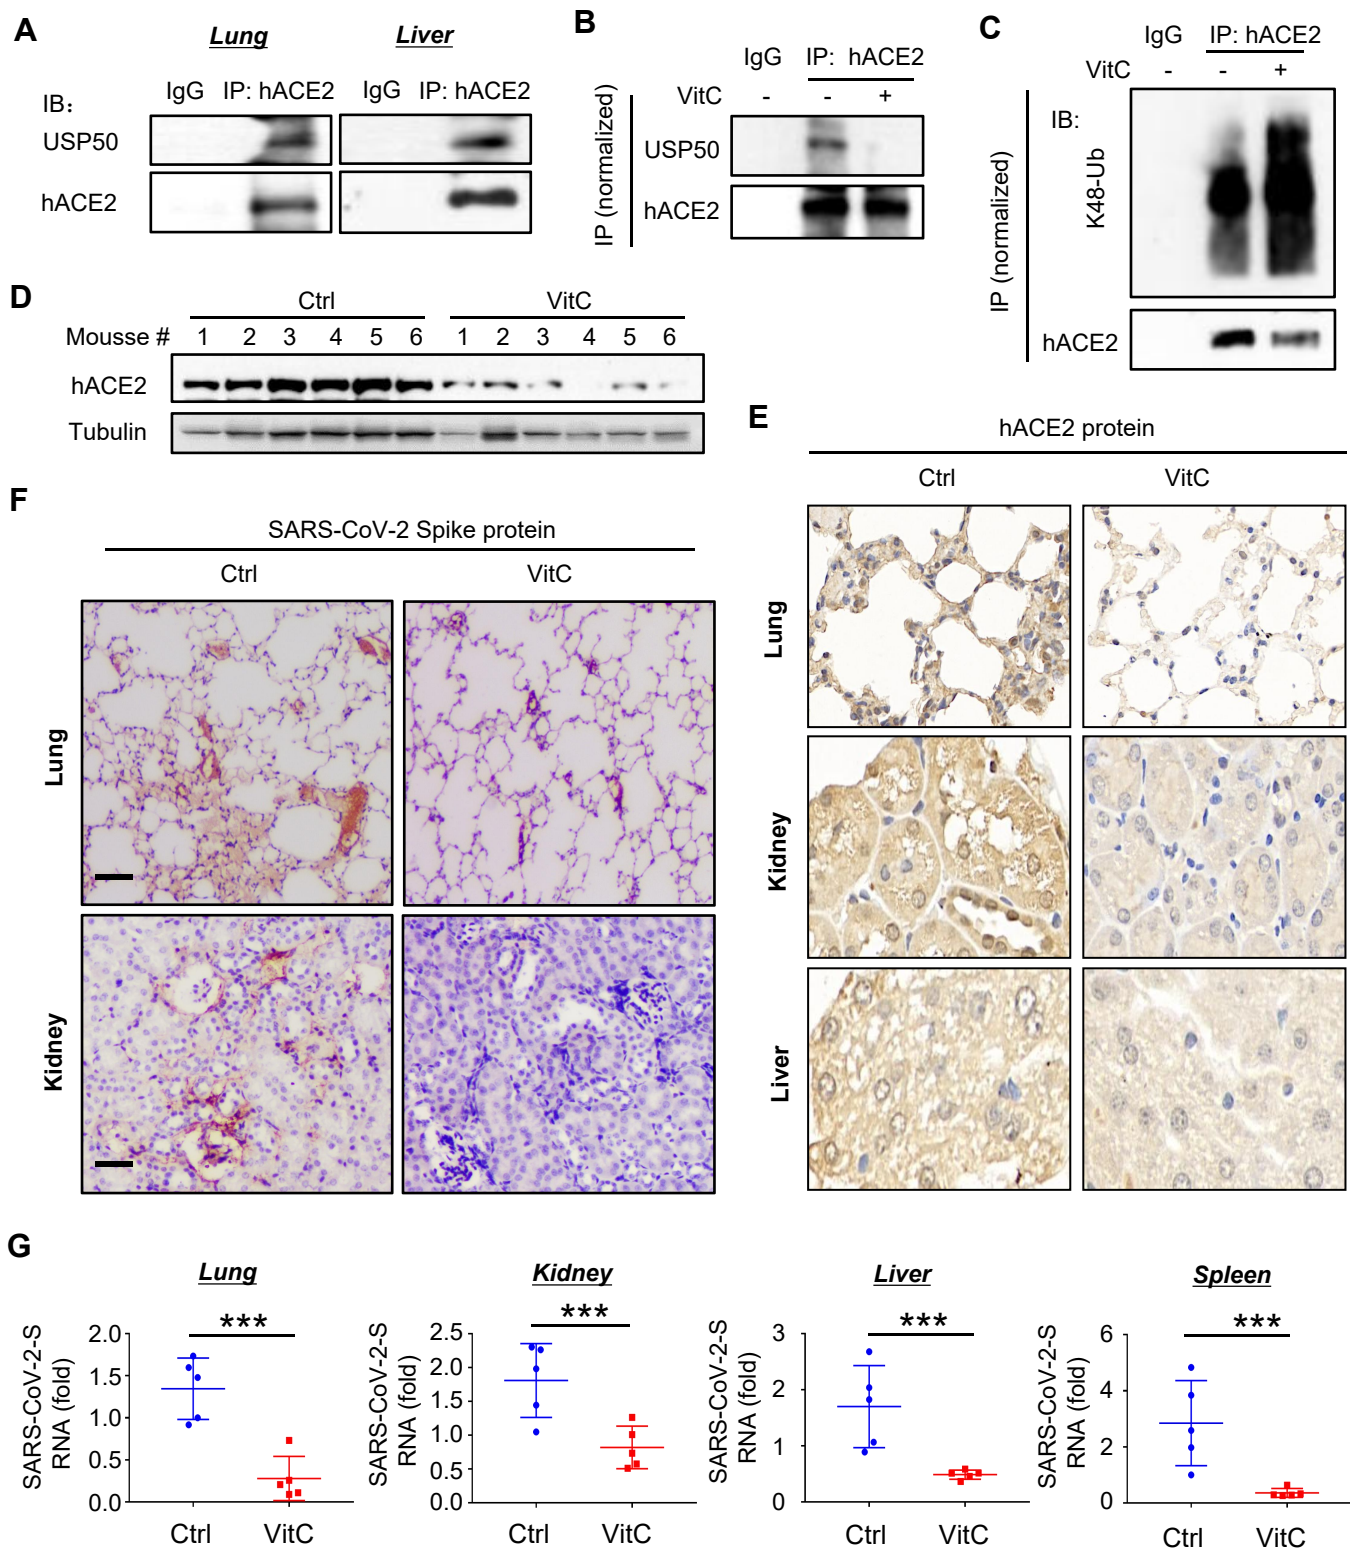 A
Lung
Liver
IB:
IgG
IP: hACE2
IgG
IP: hACE2
USP50
hACE2
B
IgG
IP: hACE2
VitC
-
-
+
IP (normalized)
USP50
hACE2
C
IgG
IP: hACE2
VitC
-
-
+
IP (normalized)
IB:
K48-Ub
hACE2
D
Ctrl
VitC
Mousse # 1 2 3 4 5 6 1 2 3 4 5 6
hACE2
Tubulin
E
hACE2 protein
Ctrl
VitC
Lung
Kidney
Liver
F
SARS-CoV-2 Spike protein
Ctrl
VitC
Lung
Kidney
G
Lung
SARS-CoV-2-S
RNA (fold)
***
2.0
1.5
1.0
0.5
0.0
Ctrl
VitC
Kidney
SARS-CoV-2-S
RNA (fold)
***
2.5
2.0
1.5
1.0
0.5
0.0
Ctrl
VitC
Liver
SARS-CoV-2-S
RNA (fold)
***
3
2
1
0
Ctrl
VitC
Spleen
SARS-CoV-2-S
RNA (fold)
***
6
4
2
0
Ctrl
VitC